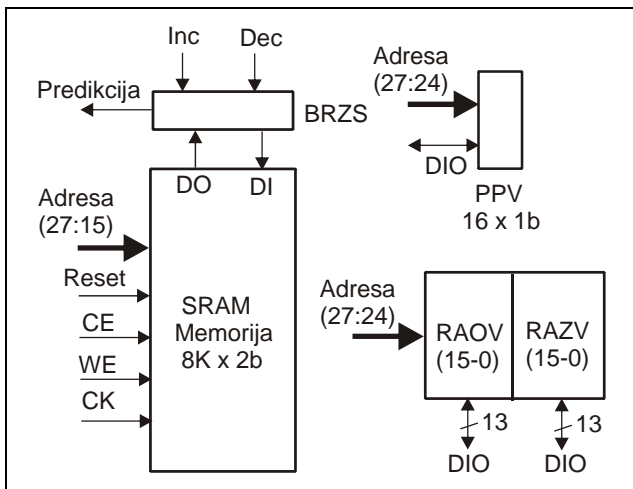 Inc
Dec
Predikcija
BRZS
DO
DI
Adresa
(27:15)
Reset
CE
WE
CK
SRAM
Memorija
8K x 2b
Adresa
(27:24)
DIO
PPV
16 x 1b
Adresa
(27:24)
RAOV
(15-0)
RAZV
(15-0)
13
13
DIO
DIO